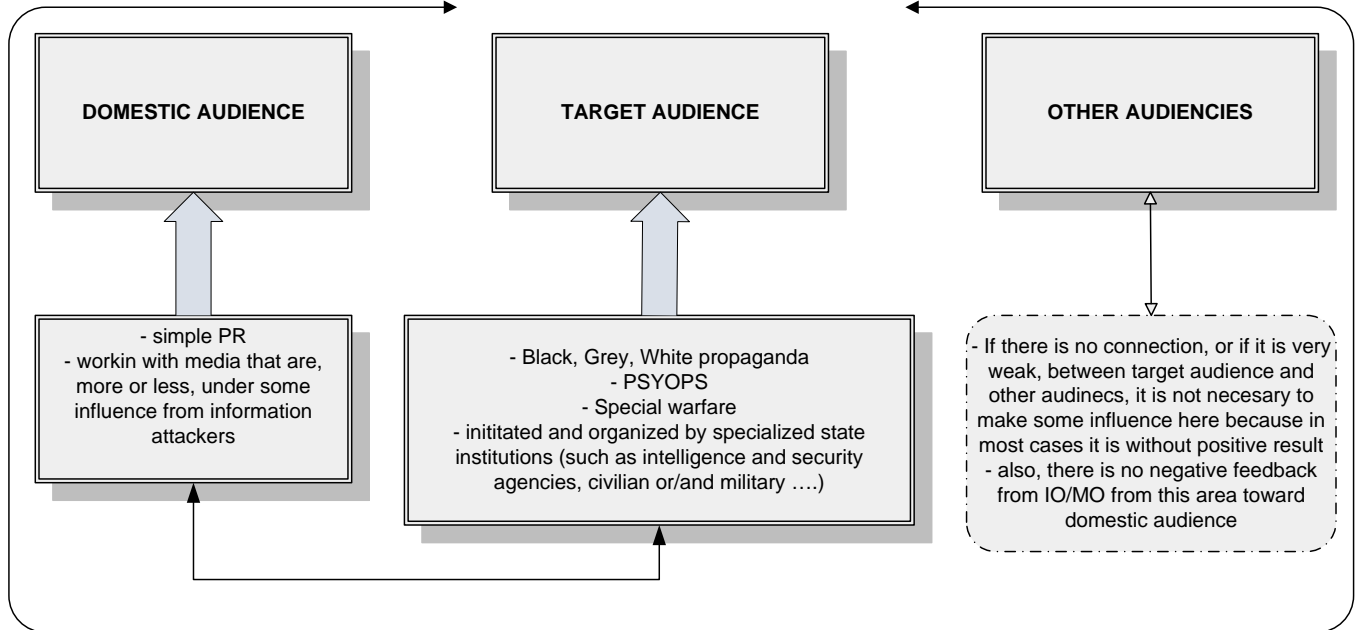 DOMESTIC AUDIENCE
TARGET AUDIENCE
OTHER AUDIENCIES
- simple PR
- workin with media that are,
more or less, under some
influence from information
attackers
- Black, Grey, White propaganda
- PSYOPS
- Special warfare
- inititated and organized by specialized state
institutions (such as intelligence and security
agencies, civilian or/and military ….)
- If there is no connection, or if it is very
weak, between target audience and
other audinecs, it is not necesary to
make some influence here because in
most cases it is without positive result
- also, there is no negative feedback
from IO/MO from this area toward
domestic audience